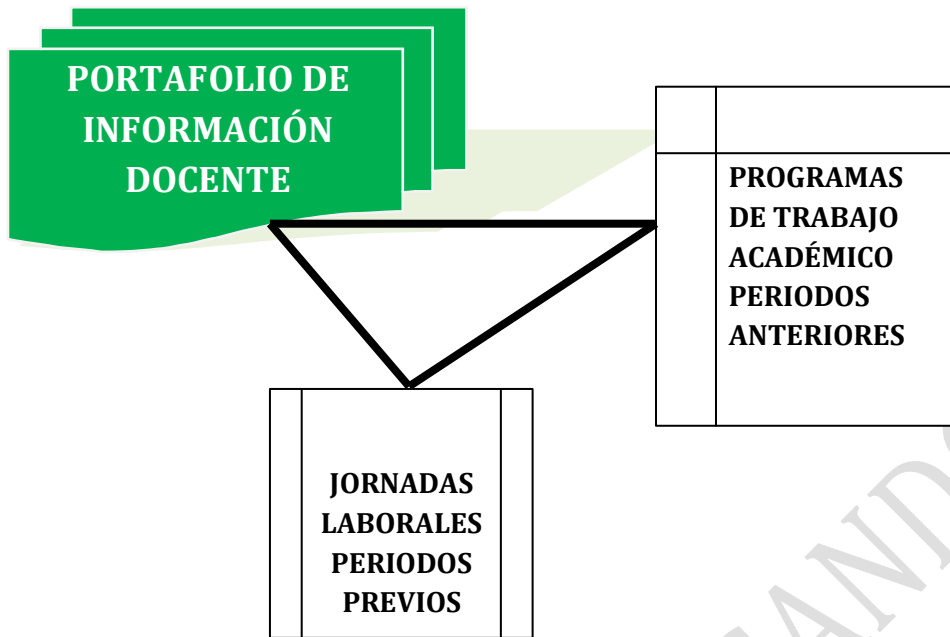 PORTAFOLIO DE
INFORMACIÓN
DOCENTE
PROGRAMAS
DE TRABAJO
ACADÉMICO
PERIODOS
ANTERIORES
JORNADAS
LABORALES
PERIODOS
PREVIOS